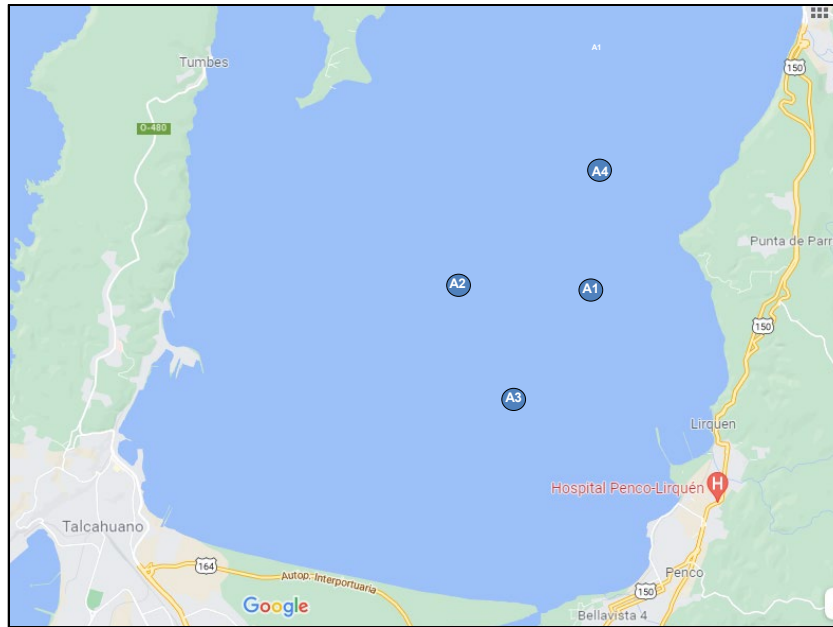 A1
Tumbes
150
O-480
A4
Punta de Parr
A2
A1
150
A3
Lirquen
Hospital Penco-Lirquén
H
Talcahuano
164
Autop. Interportuaria
Penco
150
Google
Bellavista 4